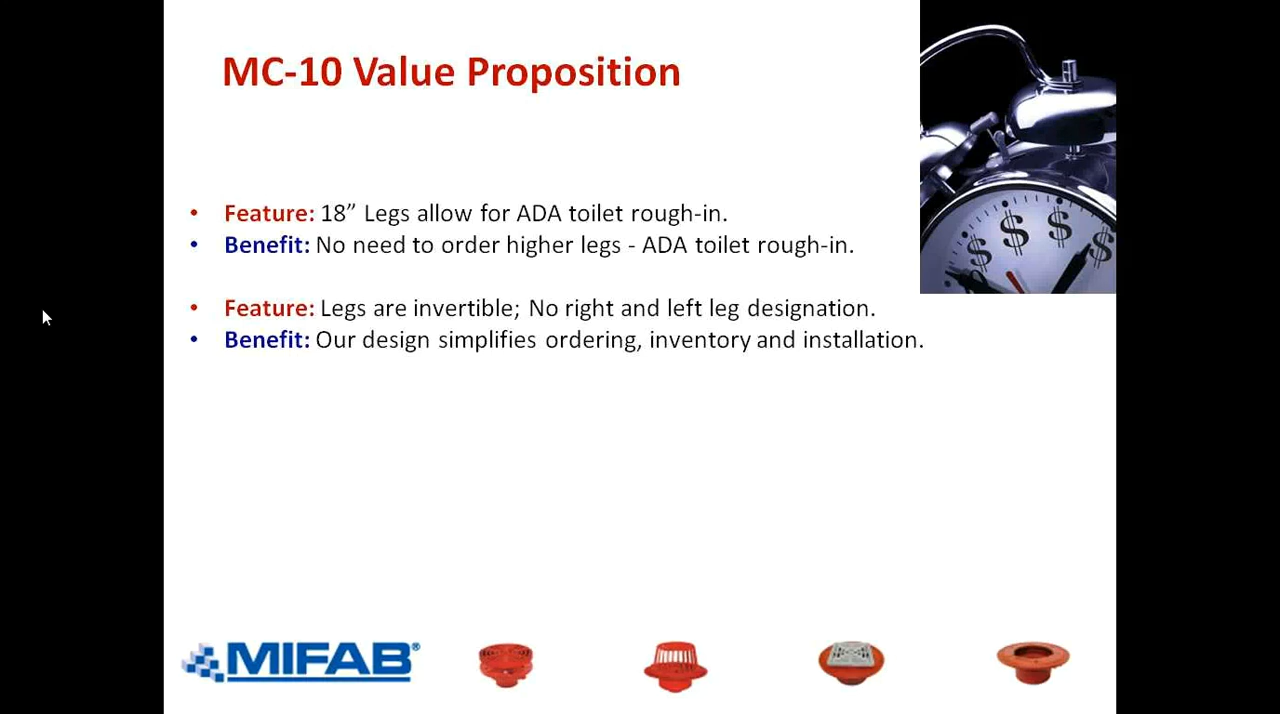 MC-10 Value Proposition
$ $ $ $
• Feature: 18” Legs allow for ADA toilet rough-in.
• Benefit: No need to order higher legs - ADA toilet rough-in.
• Feature: Legs are invertible; No right and left leg designation.
• Benefit: Our design simplifies ordering, inventory and installation.
MIFAB®